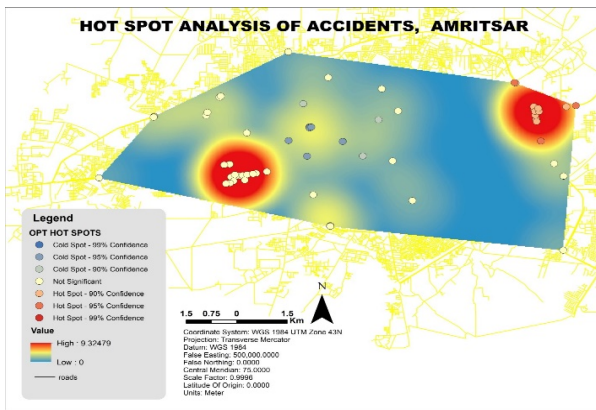 HOT SPOT ANALYSIS OF ACCIDENTS, AMRITSAR
Legend
OPT HOT SPOTS
Cold Spot - 99% Confidence
Cold Spot - 95% Confidence
Cold Spot - 90% Confidence
Not Significant
Hot Spot - 90% Confidence
Hot Spot - 95% Confidence
Hot Spot - 99% Confidence
Value
High : 9.32479
Low : 0
roads
1.5 0.75 0 1.5
Km
N
Coordinate System: WGS 1984 UTM Zone 43N
Projection: Transverse Mercator
Datum: WGS 1984
False Easting: 500,000.0000
False Northing: 0.0000
Central Meridian: 75.0000
Scale Factor: 0.9996
Latitude Of Origin: 0.0000
Units: Meter